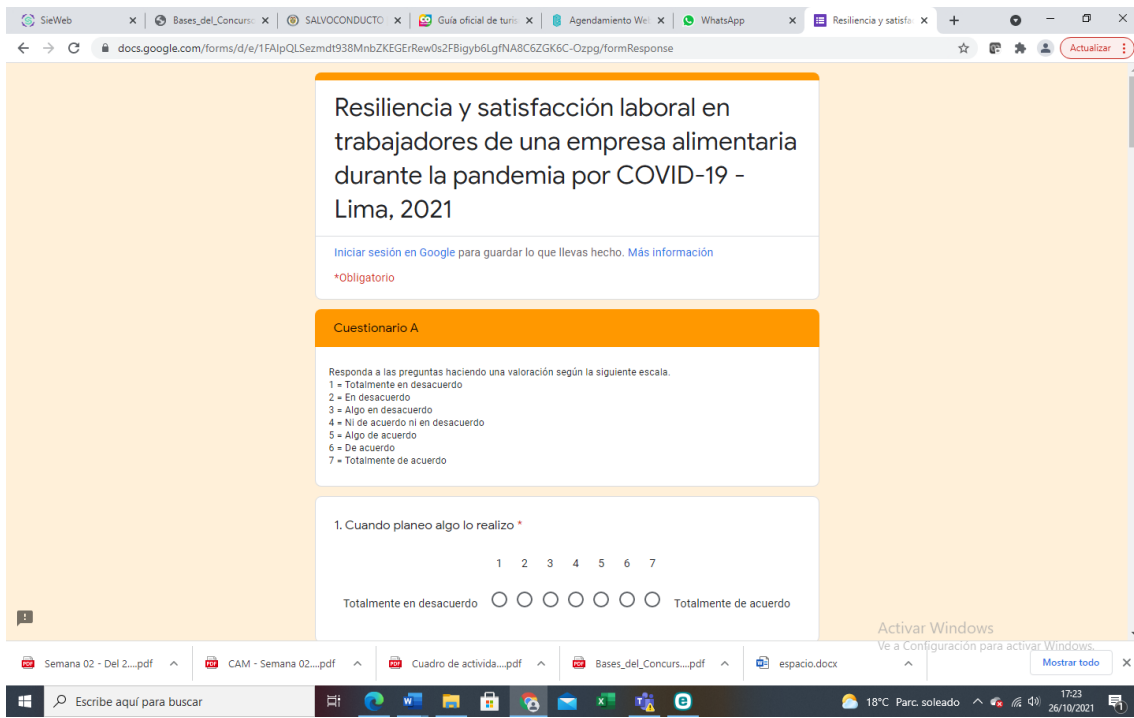 SieWeb
Bases_del_Concurso
SALVOCONDUCTO
Guía oficial de turis
Agendamiento Wel
WhatsApp
Resiliencia y satisfa
docs.google.com/forms/d/e/1FAIpQLSezmdt938MnbZKEGErRew0s2FBigyb6LgfNA8C6ZGK6C-Ozpg/formResponse
Actualizar
Resiliencia y satisfacción laboral en
trabajadores de una empresa alimentaria
durante la pandemia por COVID-19 -
Lima, 2021
Iniciar sesión en Google para guardar lo que llevas hecho. Más información
*Obligatorio
Cuestionario A
Responda a las preguntas haciendo una valoración según la siguiente escala.
1 = Totalmente en desacuerdo
2 = En desacuerdo
3 = Algo en desacuerdo
4 = Ni de acuerdo ni en desacuerdo
5 = Algo de acuerdo
6 = De acuerdo
7 = Totalmente de acuerdo
1. Cuando planeo algo lo realizo *
1 2 3 4 5 6 7
Totalmente en desacuerdo Totalmente de acuerdo
Activar Windows
Ve a Configuración para activar Windows.
Semana 02 - Del 2....pdf
CAM - Semana 02....pdf
Cuadro de activida....pdf
Bases_del_Concurs....pdf
espacio.docx
Mostrar todo
Escribe aquí para buscar
18°C Parc. soleado
17:23
26/10/2021